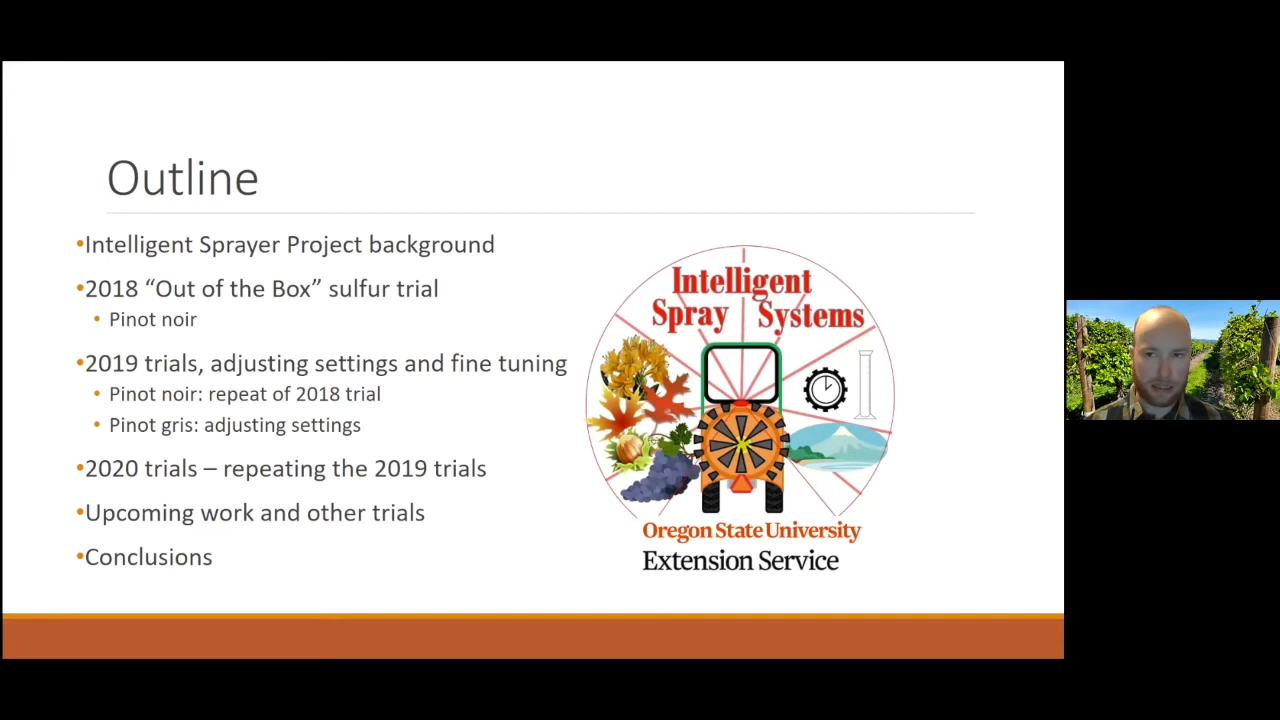 Outline
•Intelligent Sprayer Project background
•2018 “Out of the Box” sulfur trial
• Pinot noir
•2019 trials, adjusting settings and fine tuning
• Pinot noir: repeat of 2018 trial
• Pinot gris: adjusting settings
•2020 trials – repeating the 2019 trials
•Upcoming work and other trials
•Conclusions
Intelligent
Spray Systems
Oregon State University
Extension Service